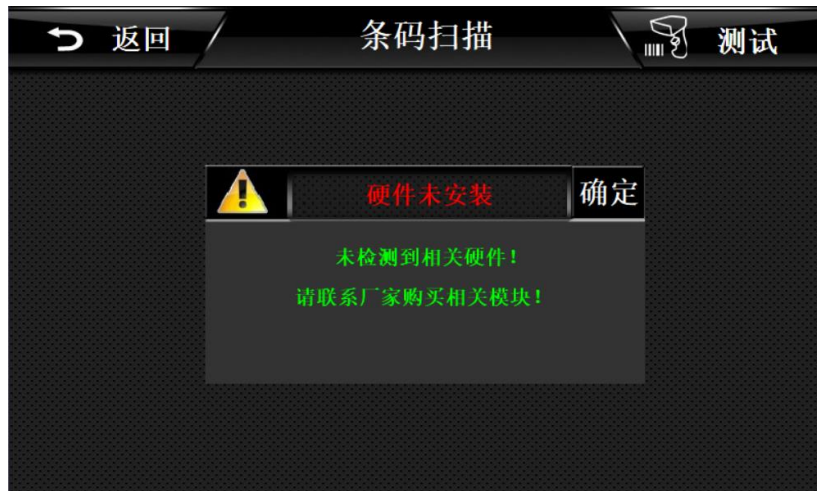 返回
条码扫描
测试
硬件未安装
确定
未检测到相关硬件！
请联系厂家购买相关模块！